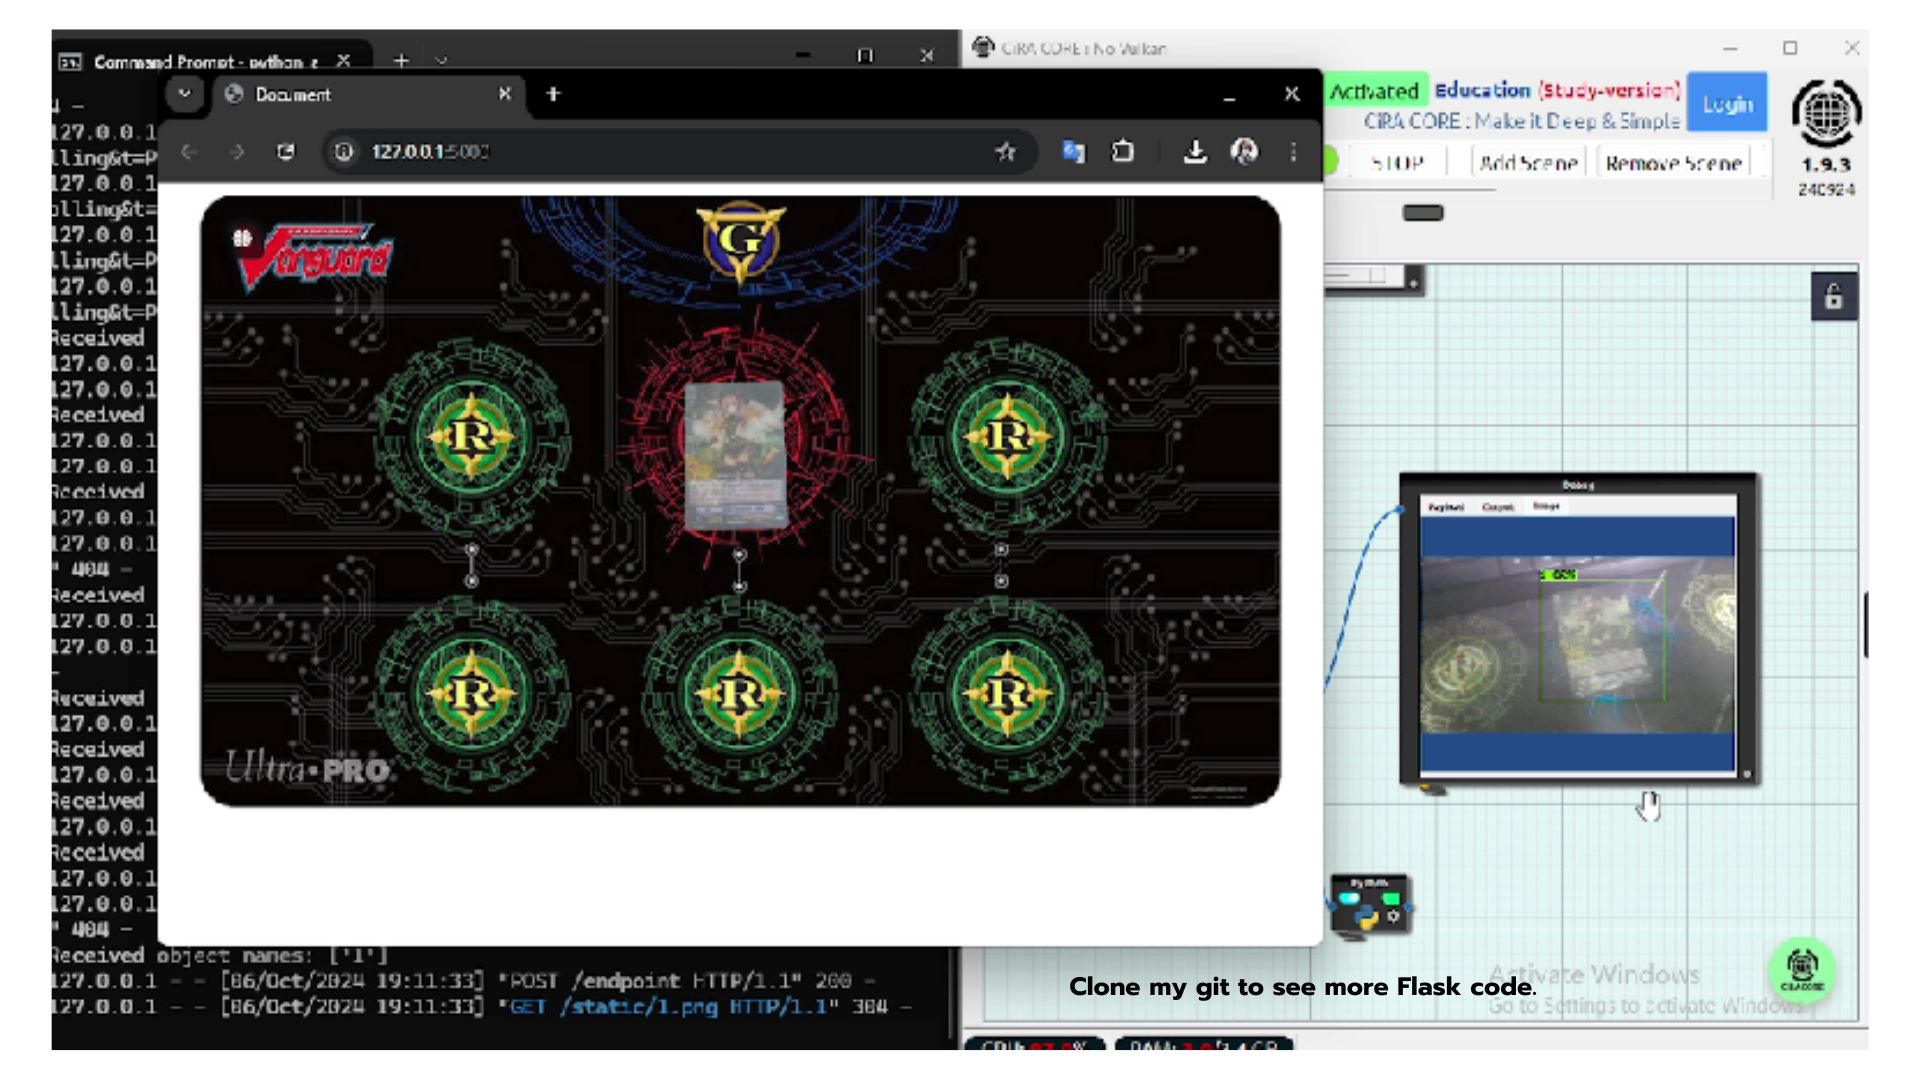 Command Prompt - python
127.0.0.1
lling&t=P
127.0.0.1
olling&t=
127.0.0.1
lling&t=P
127.0.0.1
lling&t=P
Received
127.0.0.1
127.0.0.1
Received
127.0.0.1
127.0.0.1
Received
127.0.0.1
127.0.0.1
" 404 -
Received
127.0.0.1
127.0.0.1
-
Received
127.0.0.1
Received
127.0.0.1
Received
127.0.0.1
Received
127.0.0.1
127.0.0.1
" 404 -
Received object names: ['1']
127.0.0.1 - - [06/Oct/2024 19:11:33] "POST /endpoint HTTP/1.1" 200 -
127.0.0.1 - - [06/Oct/2024 19:11:33] "GET /static/1.png HTTP/1.1" 304 -
Document
127.0.0.1:5000
Vanguard
G
R
R
R
R
R
Ultra•PRO
CiRA CORE : No Vulkan
Activated Education (Study-version)
Login
CiRA CORE : Make it Deep & Simple
STOP
Add Scene
Remove Scene
1.9.3
240924
Debug
Payload
Output
Image
Python
Clone my git to see more Flask code.
Activate Windows
Go to Settings to activate Windows.
CiRA CORE